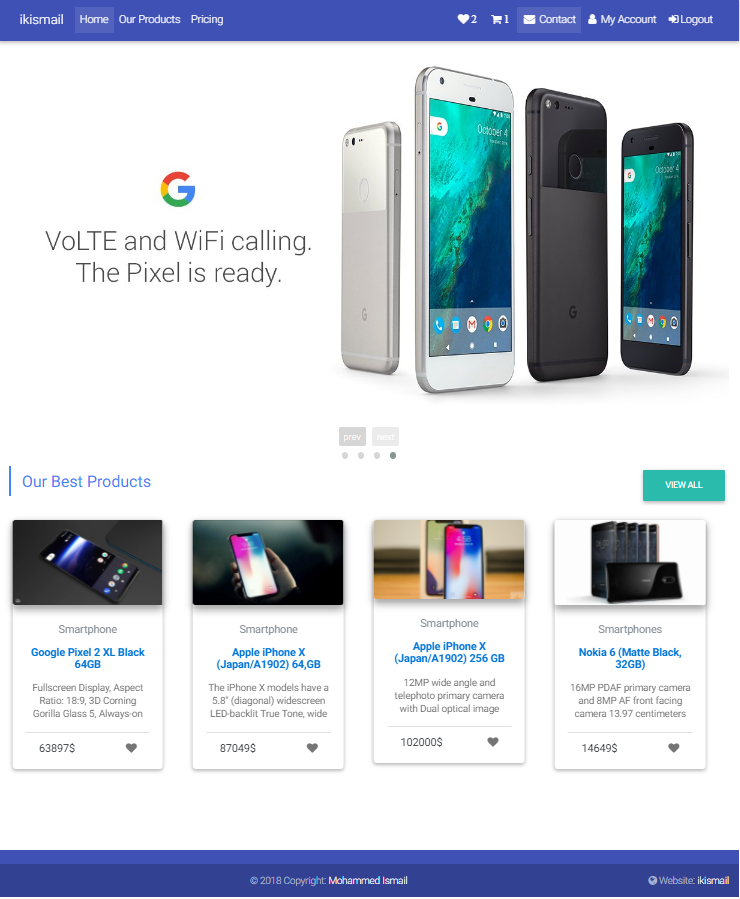 ikismail Home Our Products Pricing 2 1 Contact My Account Logout
October 4
October 4
G
VoLTE and WiFi calling.
The Pixel is ready.
prev next
Our Best Products
VIEW ALL
Smartphone
Google Pixel 2 XL Black
64GB
Fullscreen Display, Aspect
Ratio: 18:9, 3D Corning
Gorilla Glass 5, Always-on
63897$
Smartphone
Apple iPhone X
(Japan/A1902) 64,GB
The iPhone X models have a
5.8" (diagonal) widescreen
LED-backlit True Tone, wide
87049$
Smartphone
Apple iPhone X
(Japan/A1902) 256 GB
12MP wide angle and
telephoto primary camera
with Dual optical image
102000$
Smartphones
Nokia 6 (Matte Black,
32GB)
16MP PDAF primary camera
and 8MP AF front facing
camera 13.97 centimeters
14649$
© 2018 Copyright: Mohammed Ismail
Website: ikismail